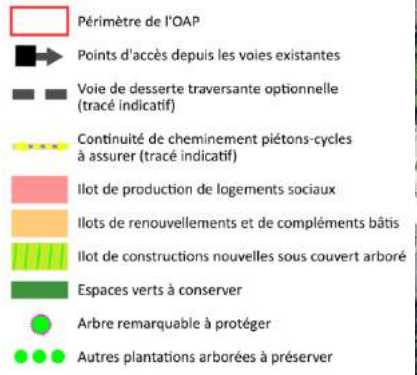 Périmètre de l'OAP
Points d'accès depuis les voies existantes
Voie de desserte traversante optionnelle
(tracé indicatif)
Continuité de cheminement piétons-cycles
à assurer (tracé indicatif)
Ilot de production de logements sociaux
Ilots de renouvellements et de compléments bâtis
Ilot de constructions nouvelles sous couvert arboré
Espaces verts à conserver
Arbre remarquable à protéger
Autres plantations arborées à préserver